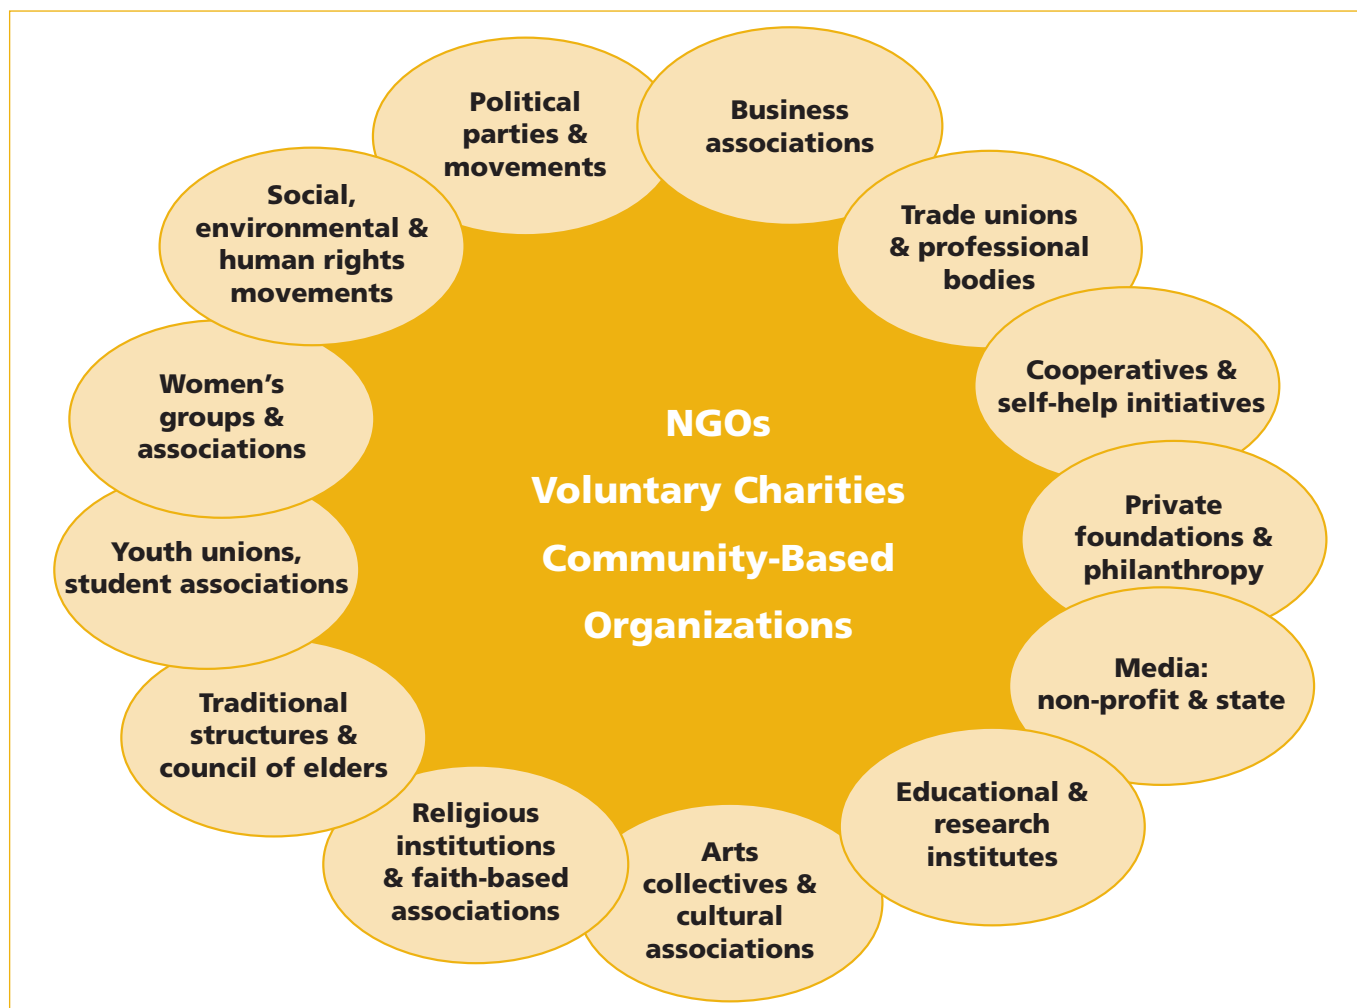 Political
parties &
movements
Business
associations
Trade unions
& professional
bodies
Cooperatives &
self-help initiatives
Private
foundations &
philanthropy
Media:
non-profit & state
Educational &
research
institutes
Arts
collectives &
cultural
associations
Religious
institutions
& faith-based
associations
Traditional
structures &
council of elders
Youth unions,
student associations
Women’s
groups &
associations
Social,
environmental &
human rights
movements
NGOs
Voluntary Charities
Community-Based
Organizations